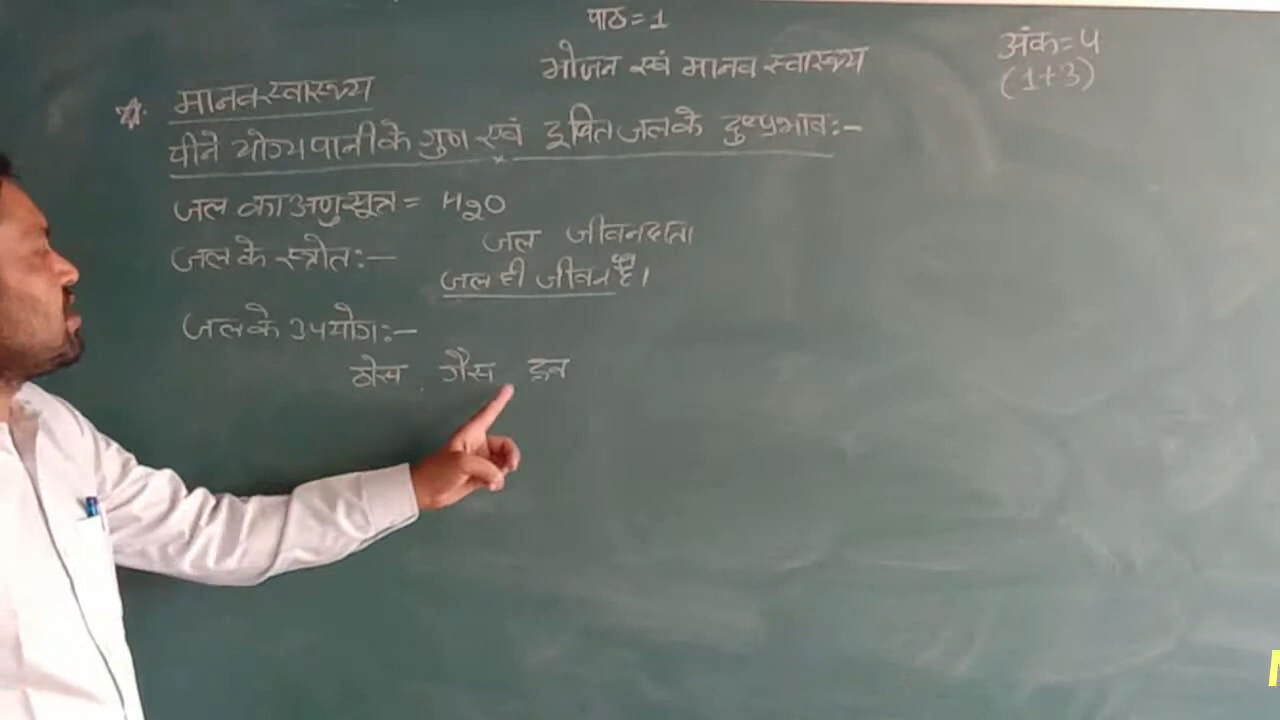 पाठ = 1
भोजन एवं मानव स्वास्थ्य
अंक = 4
(1+3)
मानव स्वास्थ्य
पीने योग्य पानी के गुण एवं दूषित जल के दुष्प्रभाव :-
जल का अणुसूत्र = H2O
जल के स्त्रोत :-
जल जीवनदाता
जल ही जीवन है।
जल के उपयोग :-
ठोस, गैस द्रव